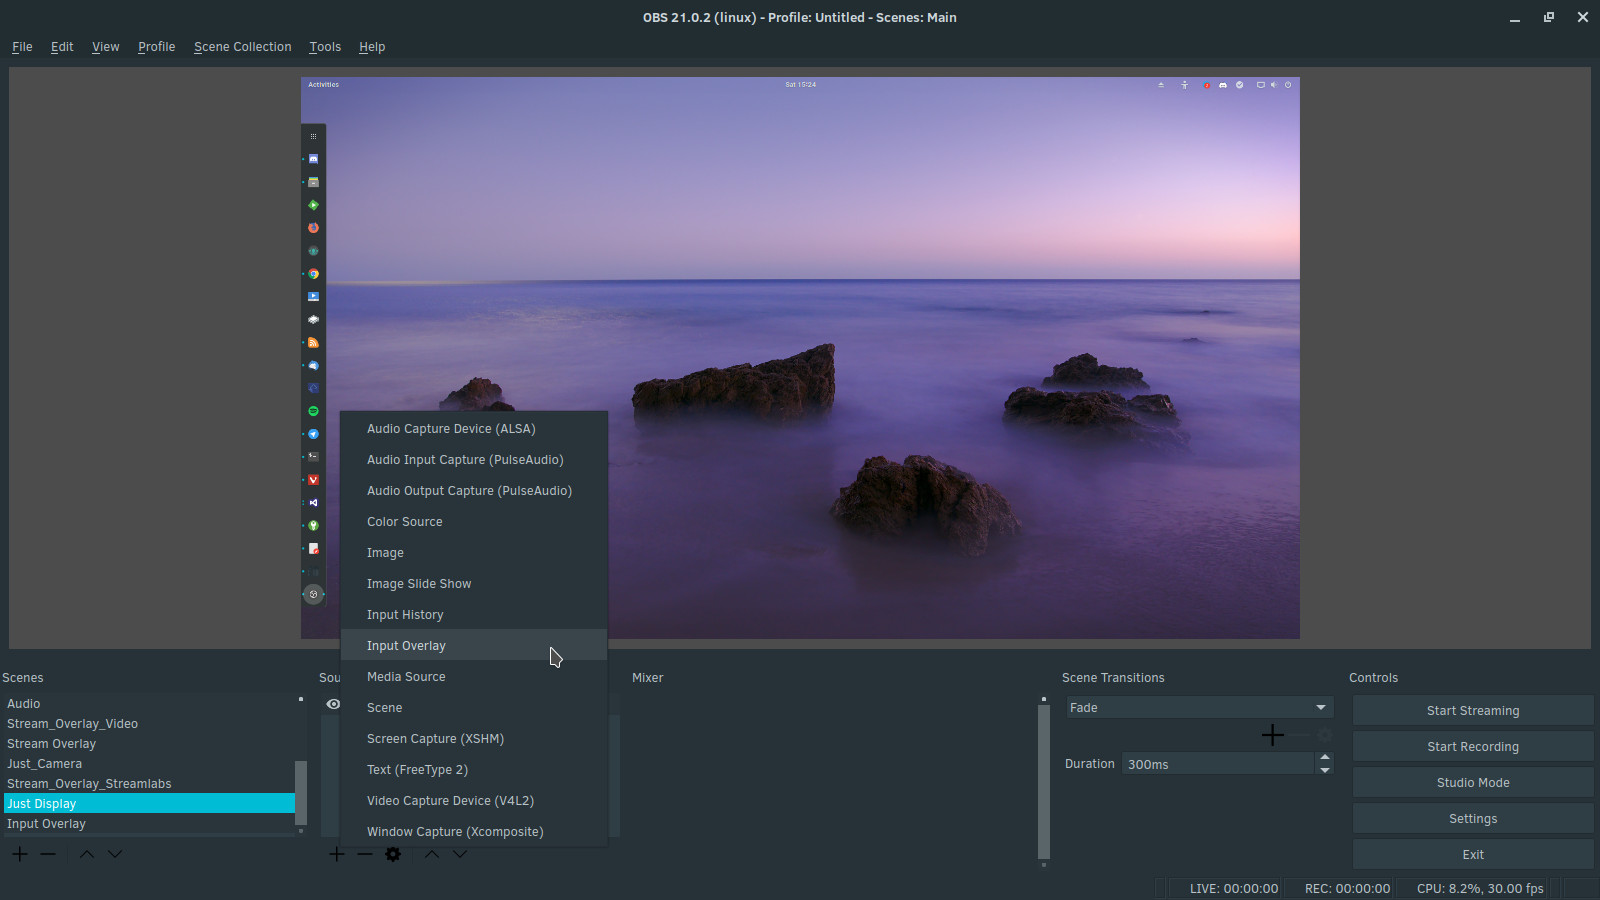 OBS 21.0.2 (linux) - Profile: Untitled - Scenes: Main
File Edit View Profile Scene Collection Tools Help
Activities Sat 15:24
Audio Capture Device (ALSA)
Audio Input Capture (PulseAudio)
Audio Output Capture (PulseAudio)
Color Source
Image
Image Slide Show
Input History
Input Overlay
Media Source
Scene
Screen Capture (XSHM)
Text (FreeType 2)
Video Capture Device (V4L2)
Window Capture (Xcomposite)
Scenes
Audio
Stream_Overlay_Video
Stream Overlay
Just_Camera
Stream_Overlay_Streamlabs
Just Display
Input Overlay
Sou
Mixer
Scene Transitions
Fade
Duration 300ms
Controls
Start Streaming
Start Recording
Studio Mode
Settings
Exit
LIVE: 00:00:00 REC: 00:00:00 CPU: 8.2%, 30.00 fps